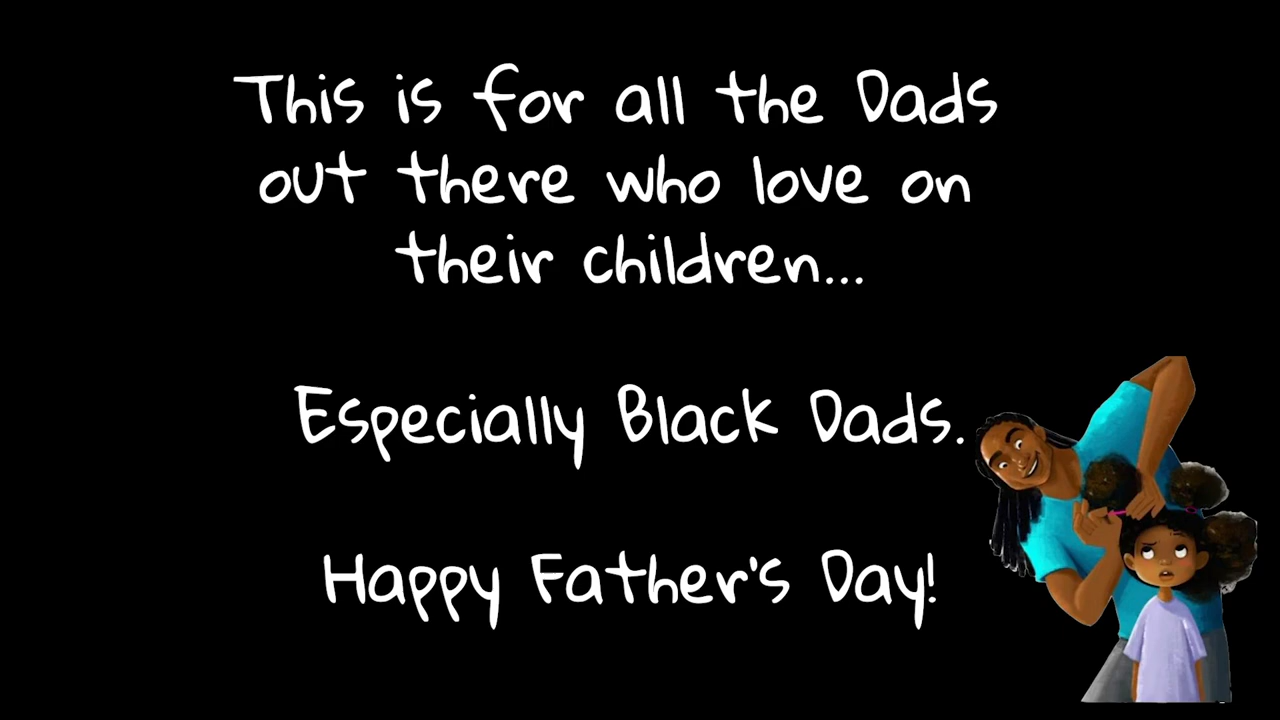 This is for all the Dads
out there who love on
their children...
Especially Black Dads.
Happy Father's Day!